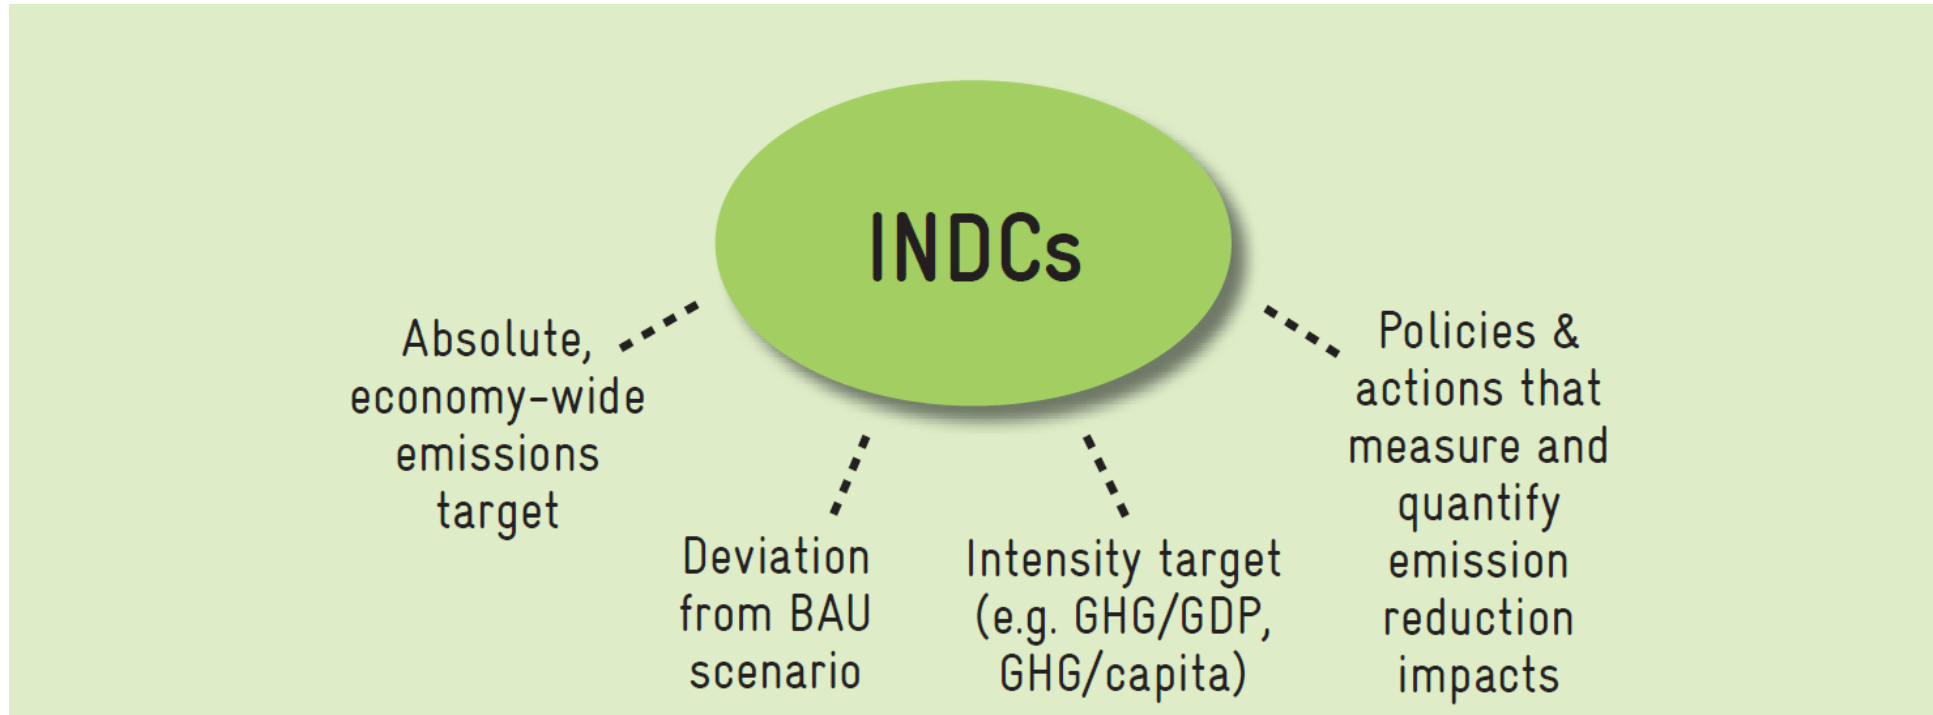 INDCs
Absolute,
economy-wide
emissions
target
Deviation
from BAU
scenario
Intensity target
(e.g. GHG/GDP,
GHG/capita)
Policies &
actions that
measure and
quantify
emission
reduction
impacts